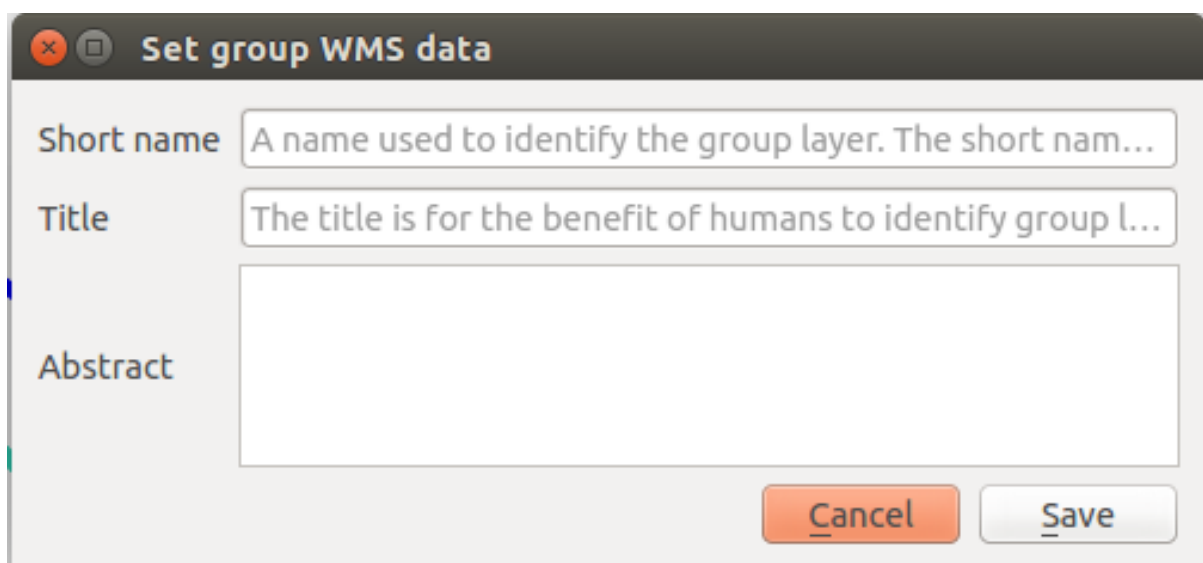 Set group WMS data
Short name A name used to identify the group layer. The short nam...
Title The title is for the benefit of humans to identify group l...
Abstract
Cancel Save